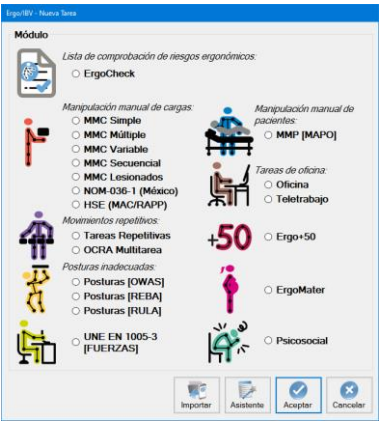 Ergo/IBV - Nueva Tarea
Módulo
Lista de comprobación de riesgos ergonómicos:
ErgoCheck
Manipulación manual de cargas:
MMC Simple
MMC Múltiple
MMC Variable
MMC Secuencial
MMC Lesionados
NOM-036-1 (México)
HSE (MAC/RAPP)
Movimientos repetitivos:
Tareas Repetitivas
OCRA Multitarea
Posturas inadecuadas:
Posturas [OWAS]
Posturas [REBA]
Posturas [RULA]
UNE EN 1005-3
[FUERZAS]
Manipulación manual de
pacientes:
MMP [MAPO]
Tareas de oficina:
Oficina
Teletrabajo
+50
Ergo+50
ErgoMater
Psicosocial
Importar
Asistente
Aceptar
Cancelar